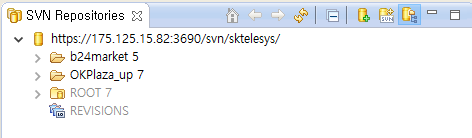 SVN Repositories
https://175.125.15.82:3690/svn/sktelesys/
b24market 5
OKPlaza_up 7
ROOT 7
REVISIONS